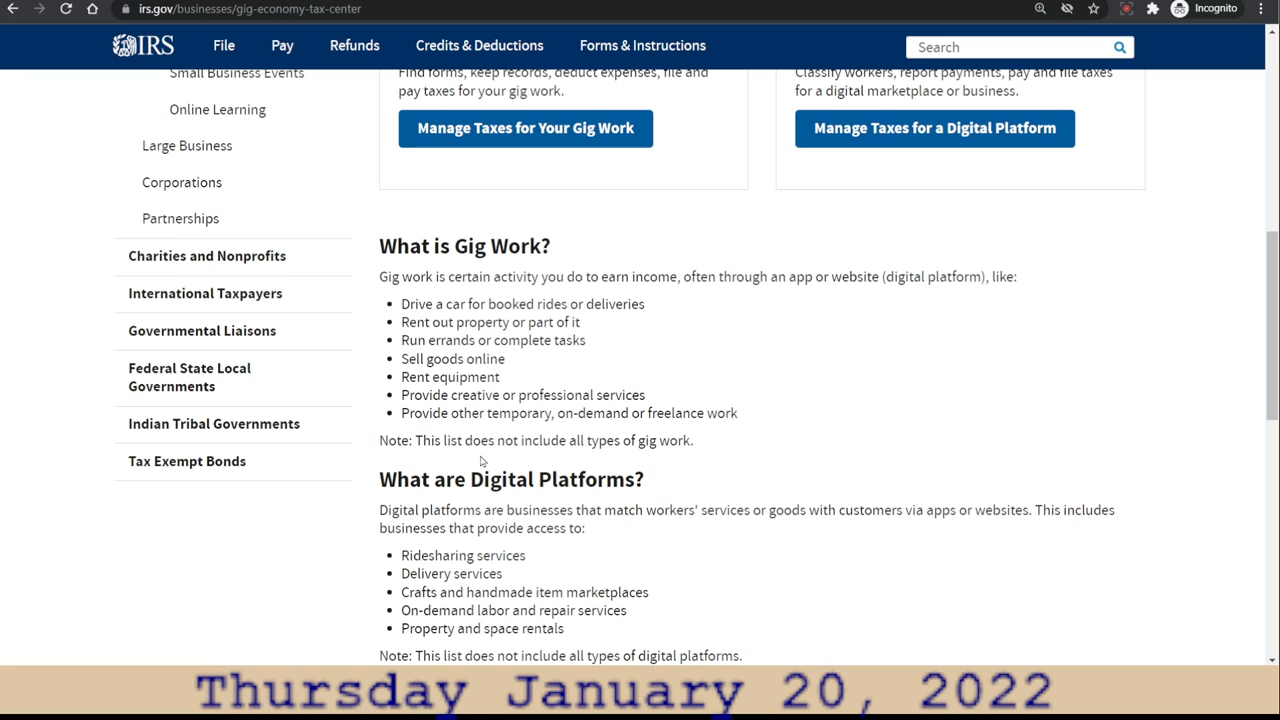 irs.gov/businesses/gig-economy-tax-center
Incognito
IRS
File
Pay
Refunds
Credits & Deductions
Forms & Instructions
Search
Small Business Events
Online Learning
Large Business
Corporations
Partnerships
Charities and Nonprofits
International Taxpayers
Governmental Liaisons
Federal State Local
Governments
Indian Tribal Governments
Tax Exempt Bonds
Find forms, keep records, deduct expenses, file and
pay taxes for your gig work.
Manage Taxes for Your Gig Work
Classify workers, report payments, pay and file taxes
for a digital marketplace or business.
Manage Taxes for a Digital Platform
What is Gig Work?
Gig work is certain activity you do to earn income, often through an app or website (digital platform), like:
• Drive a car for booked rides or deliveries
• Rent out property or part of it
• Run errands or complete tasks
• Sell goods online
• Rent equipment
• Provide creative or professional services
• Provide other temporary, on-demand or freelance work
Note: This list does not include all types of gig work.
What are Digital Platforms?
Digital platforms are businesses that match workers' services or goods with customers via apps or websites. This includes
businesses that provide access to:
• Ridesharing services
• Delivery services
• Crafts and handmade item marketplaces
• On-demand labor and repair services
• Property and space rentals
Note: This list does not include all types of digital platforms.
Thursday January 20, 2022